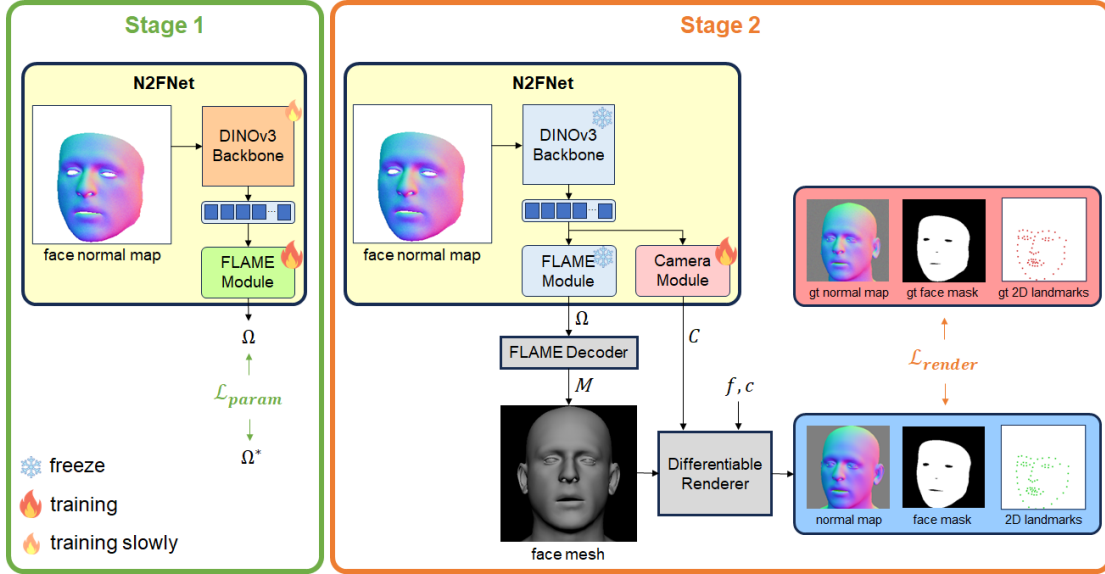 Stage 1
N2FNet
DINOv3
Backbone
...
face normal map
FLAME
Module
Ω
ℒ_param
Ω*
freeze
training
training slowly
Stage 2
N2FNet
DINOv3
Backbone
...
face normal map
FLAME
Module
Camera
Module
Ω
C
FLAME Decoder
M
f, c
face mesh
Differentiable
Renderer
gt normal map
gt face mask
gt 2D landmarks
ℒ_render
normal map
face mask
2D landmarks